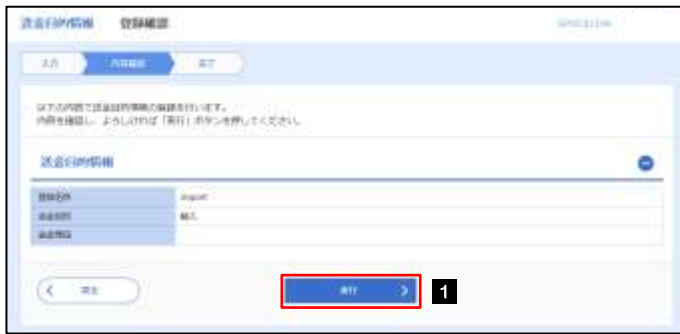 送金目的情報 登録確認
入力 内容確認 完了
以下の内容で送金目的情報の登録を行います。
内容を確認し、よろしければ「実行」ボタンを押してください。
送金目的情報
登録名称 import
送金目的 輸入
送金理由
戻る 実行 1